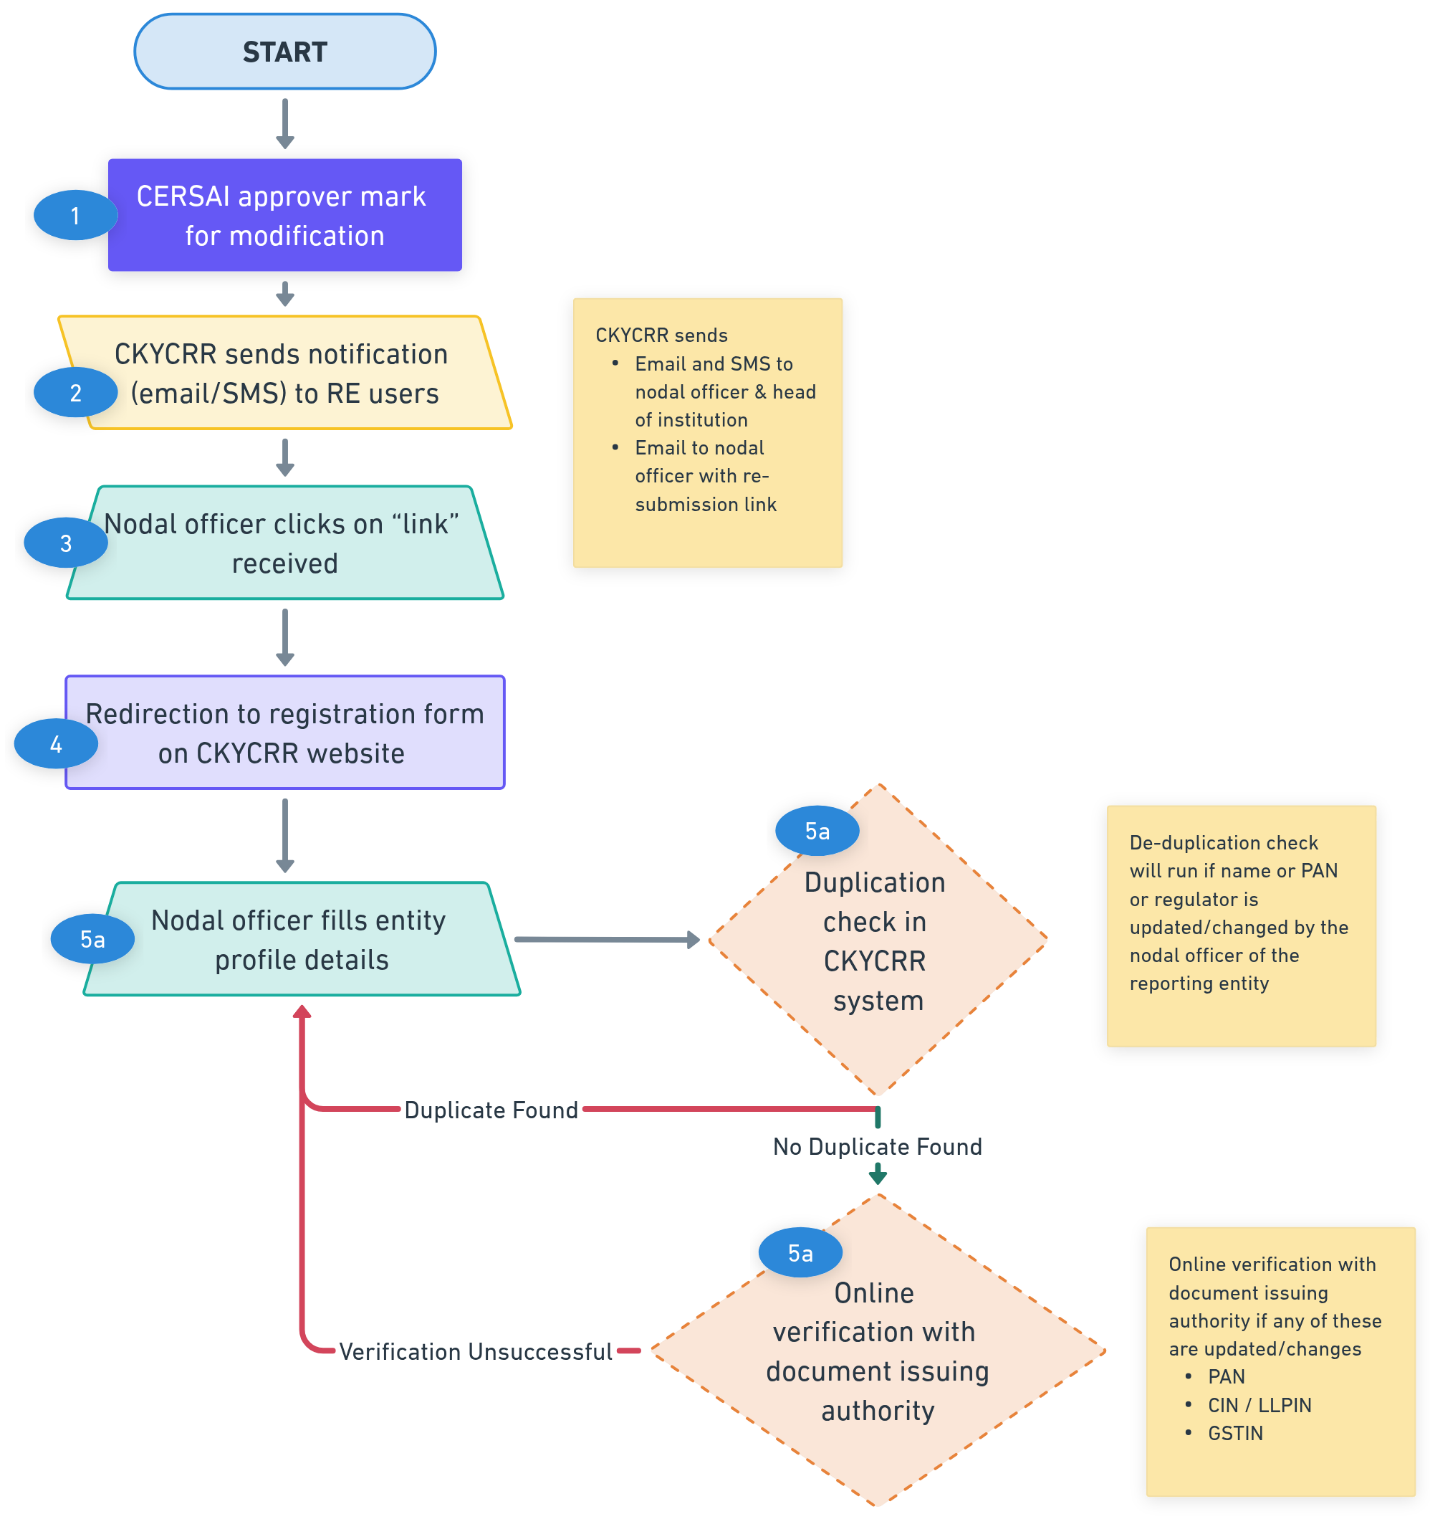 START
1
CERSAI approver mark
for modification
2
CKYCRR sends notification
(email/SMS) to RE users
CKYCRR sends
• Email and SMS to
nodal officer & head
of institution
• Email to nodal
officer with re-
submission link
3
Nodal officer clicks on “link”
received
4
Redirection to registration form
on CKYCRR website
5a
Nodal officer fills entity
profile details
5a
Duplication
check in
CKYCRR
system
De-duplication check
will run if name or PAN
or regulator is
updated/changed by the
nodal officer of the
reporting entity
Duplicate Found
No Duplicate Found
5a
Online
verification with
document issuing
authority
Verification Unsuccessful
Online verification with
document issuing
authority if any of these
are updated/changes
• PAN
• CIN / LLPIN
• GSTIN